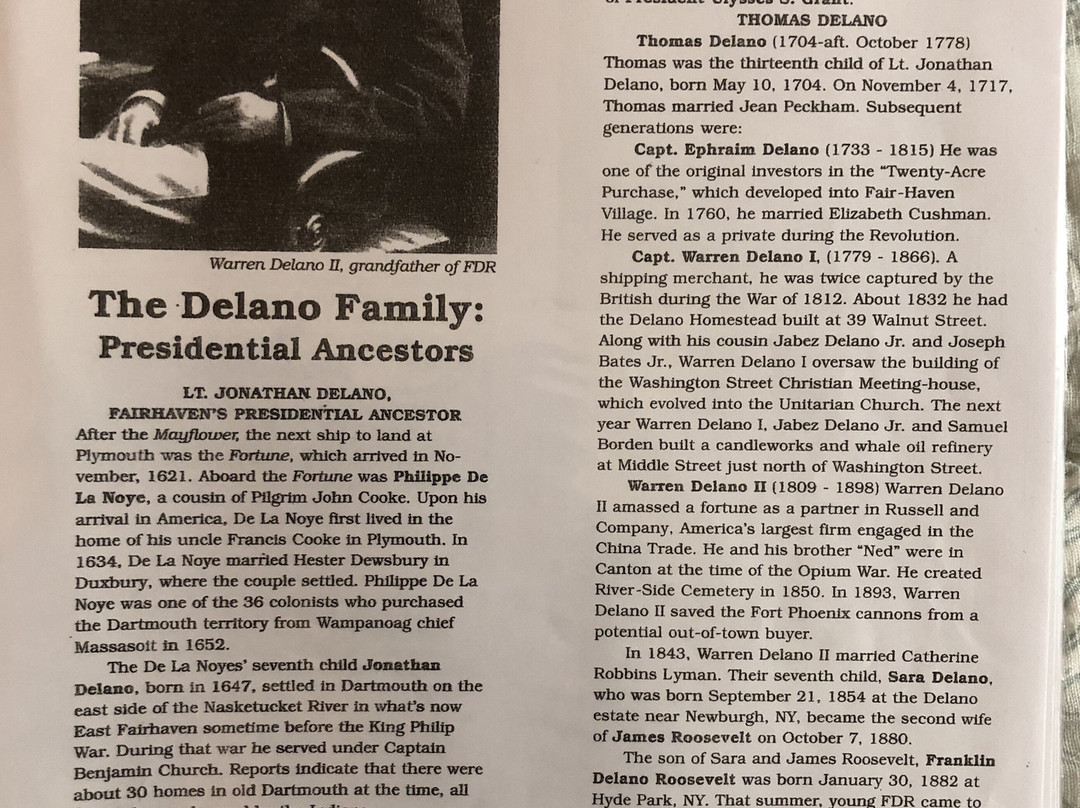 Warren Delano II, grandfather of FDR
The Delano Family:
Presidential Ancestors
LT. JONATHAN DELANO,
FAIRHAVEN'S PRESIDENTIAL ANCESTOR
After the Mayflower, the next ship to land at
Plymouth was the Fortune, which arrived in No-
vember, 1621. Aboard the Fortune was Philippe De
La Noye, a cousin of Pilgrim John Cooke. Upon his
arrival in America, De La Noye first lived in the
home of his uncle Francis Cooke in Plymouth. In
1634, De La Noye married Hester Dewsbury in
Duxbury, where the couple settled. Philippe De La
Noye was one of the 36 colonists who purchased
the Dartmouth territory from Wampanoag chief
Massasoit in 1652.
The De La Noyes' seventh child Jonathan
Delano, born in 1647, settled in Dartmouth on the
east side of the Nasketucket River in what's now
East Fairhaven sometime before the King Philip
War. During that war he served under Captain
Benjamin Church. Reports indicate that there were
about 30 homes in old Dartmouth at the time, all
of President Ulysses S. Grant.
THOMAS DELANO
Thomas Delano (1704-aft. October 1778)
Thomas was the thirteenth child of Lt. Jonathan
Delano, born May 10, 1704. On November 4, 1717,
Thomas married Jean Peckham. Subsequent
generations were:
Capt. Ephraim Delano (1733 - 1815) He was
one of the original investors in the "Twenty-Acre
Purchase," which developed into Fair-Haven
Village. In 1760, he married Elizabeth Cushman.
He served as a private during the Revolution.
Capt. Warren Delano I, (1779 - 1866). A
shipping merchant, he was twice captured by the
British during the War of 1812. About 1832 he had
the Delano Homestead built at 39 Walnut Street.
Along with his cousin Jabez Delano Jr. and Joseph
Bates Jr., Warren Delano I oversaw the building of
the Washington Street Christian Meeting-house,
which evolved into the Unitarian Church. The next
year Warren Delano I, Jabez Delano Jr. and Samuel
Borden built a candleworks and whale oil refinery
at Middle Street just north of Washington Street.
Warren Delano II (1809 - 1898) Warren Delano
II amassed a fortune as a partner in Russell and
Company, America's largest firm engaged in the
China Trade. He and his brother "Ned" were in
Canton at the time of the Opium War. He created
River-Side Cemetery in 1850. In 1893, Warren
Delano II saved the Fort Phoenix cannons from a
potential out-of-town buyer.
In 1843, Warren Delano II married Catherine
Robbins Lyman. Their seventh child, Sara Delano,
who was born September 21, 1854 at the Delano
estate near Newburgh, NY, became the second wife
of James Roosevelt on October 7, 1880.
The son of Sara and James Roosevelt, Franklin
Delano Roosevelt was born January 30, 1882 at
Hyde Park, NY. That summer, young FDR came to